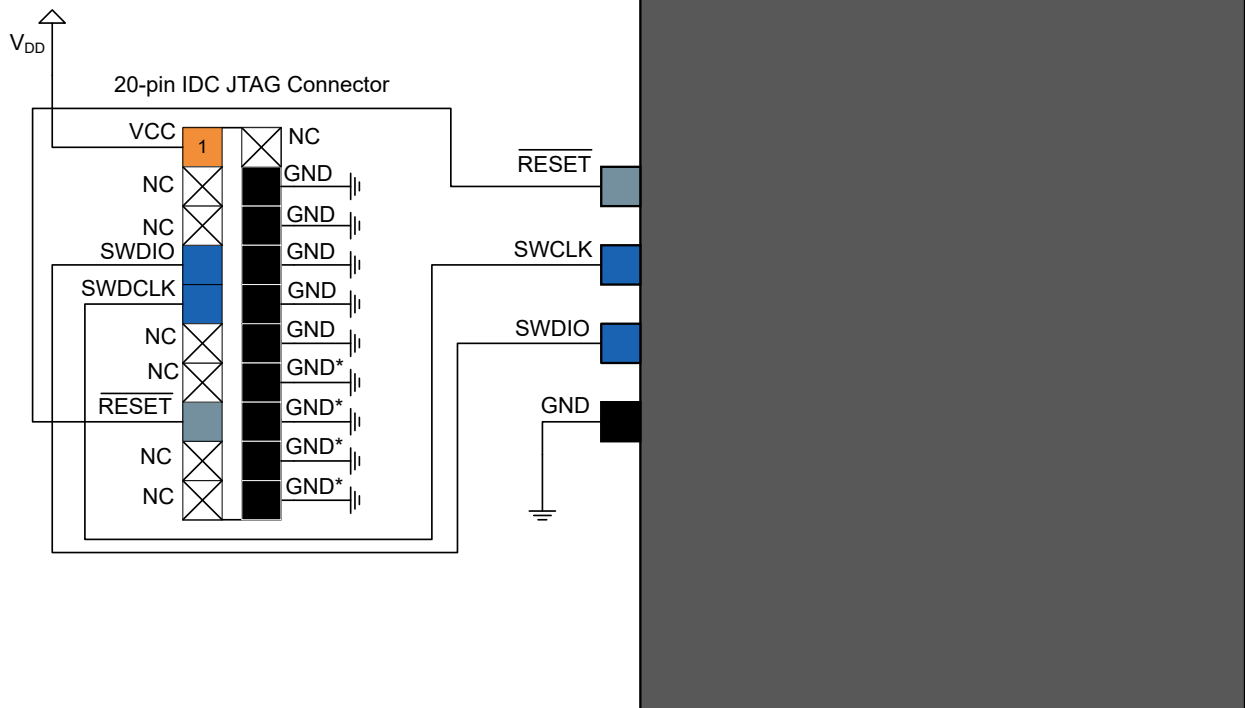 VDD
20-pin IDC JTAG Connector
VCC
1
NC
NC
GND
NC
GND
SWDIO
GND
SWDCLK
GND
NC
GND
NC
GND*
RESET
GND*
NC
GND*
NC
GND*
RESET
SWCLK
SWDIO
GND